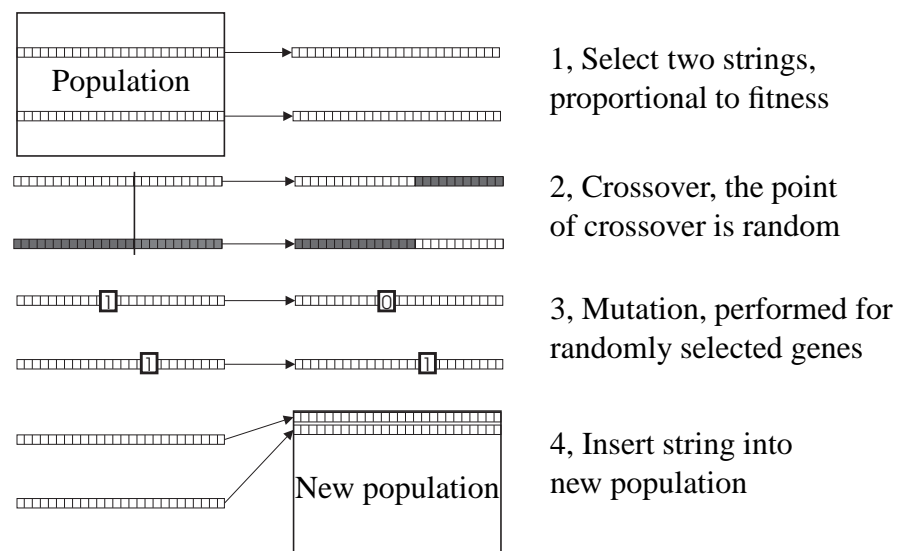 Population
1, Select two strings,
proportional to fitness
2, Crossover, the point
of crossover is random
1
0
3, Mutation, performed for
randomly selected genes
1
1
New population
4, Insert string into
new population